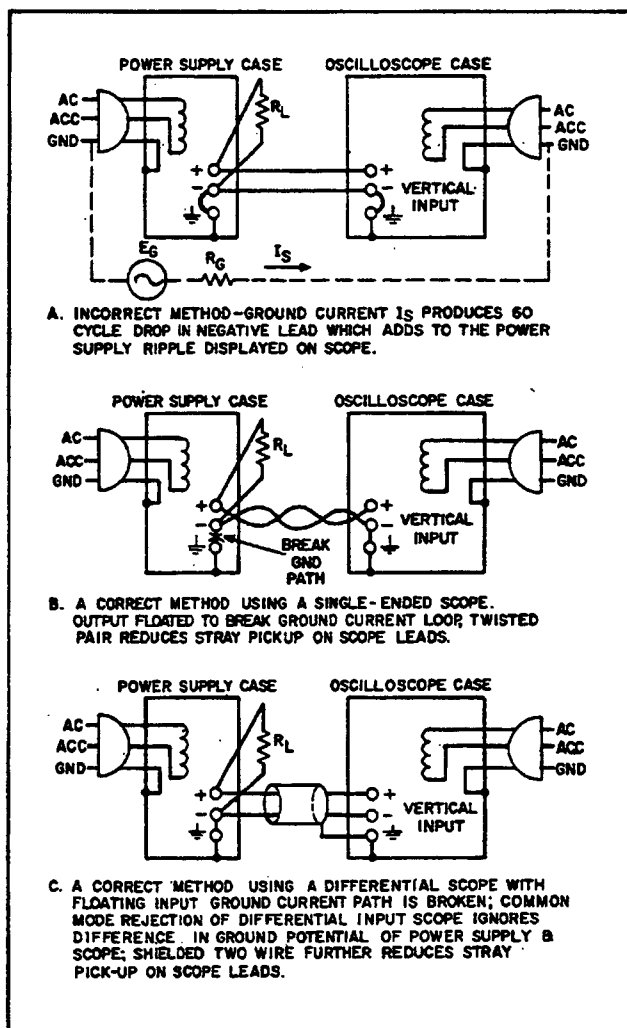 POWER SUPPLY CASE OSCILLOSCOPE CASE
AC
ACC
GND
RL
+
-
+
-
VERTICAL
INPUT
AC
ACC
GND
EG
RG
IS
A. INCORRECT METHOD-GROUND CURRENT IS PRODUCES 60
CYCLE DROP IN NEGATIVE LEAD WHICH ADDS TO THE POWER
SUPPLY RIPPLE DISPLAYED ON SCOPE.
POWER SUPPLY CASE OSCILLOSCOPE CASE
AC
ACC
GND
RL
+
-
BREAK
GND
PATH
+
-
VERTICAL
INPUT
AC
ACC
GND
B. A CORRECT METHOD USING A SINGLE-ENDED SCOPE.
OUTPUT FLOATED TO BREAK GROUND CURRENT LOOP, TWISTED
PAIR REDUCES STRAY PICKUP ON SCOPE LEADS.
POWER SUPPLY CASE OSCILLOSCOPE CASE
AC
ACC
GND
RL
+
-
+
-
VERTICAL
INPUT
AC
ACC
GND
C. A CORRECT METHOD USING A DIFFERENTIAL SCOPE WITH
FLOATING INPUT GROUND CURRENT PATH IS BROKEN; COMMON
MODE REJECTION OF DIFFERENTIAL INPUT SCOPE IGNORES
DIFFERENCE IN GROUND POTENTIAL OF POWER SUPPLY &
SCOPE; SHIELDED TWO WIRE FURTHER REDUCES STRAY
PICK-UP ON SCOPE LEADS.